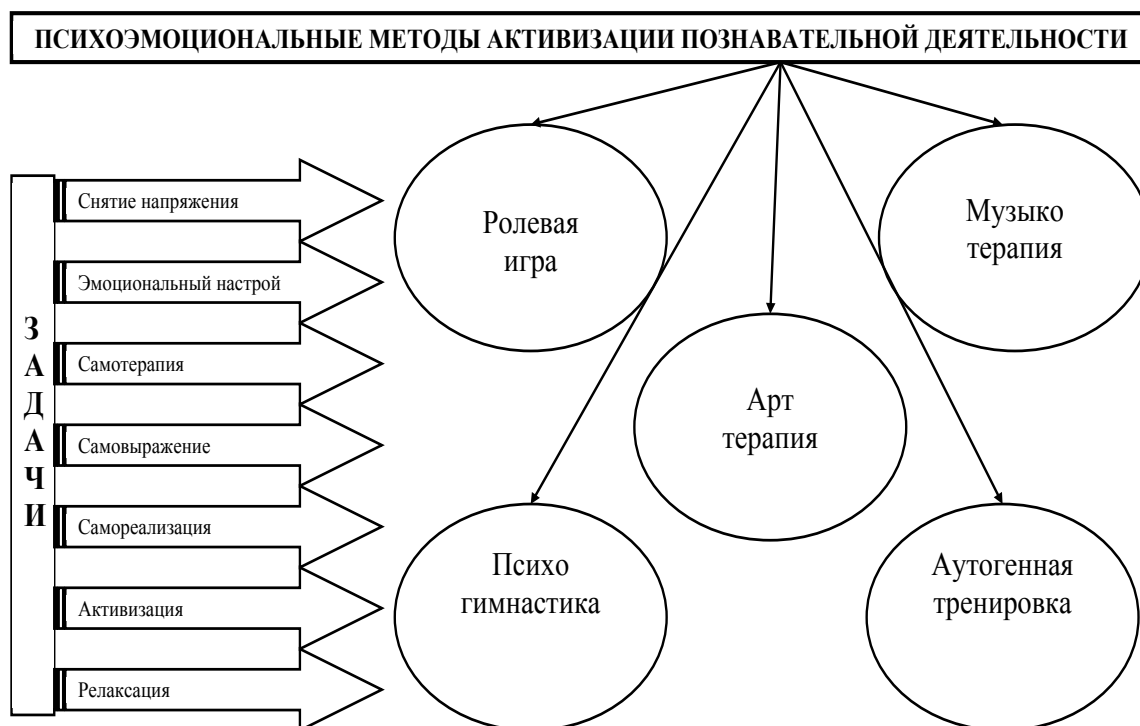 ПСИХОЭМОЦИОНАЛЬНЫЕ МЕТОДЫ АКТИВИЗАЦИИ ПОЗНАВАТЕЛЬНОЙ ДЕЯТЕЛЬНОСТИ
ЗАДАЧИ
Снятие напряжения
Эмоциональный настрой
Самотерапия
Самовыражение
Самореализация
Активизация
Релаксация
Ролевая
игра
Музыко
терапия
Арт
терапия
Психо
гимнастика
Аутогенная
тренировка